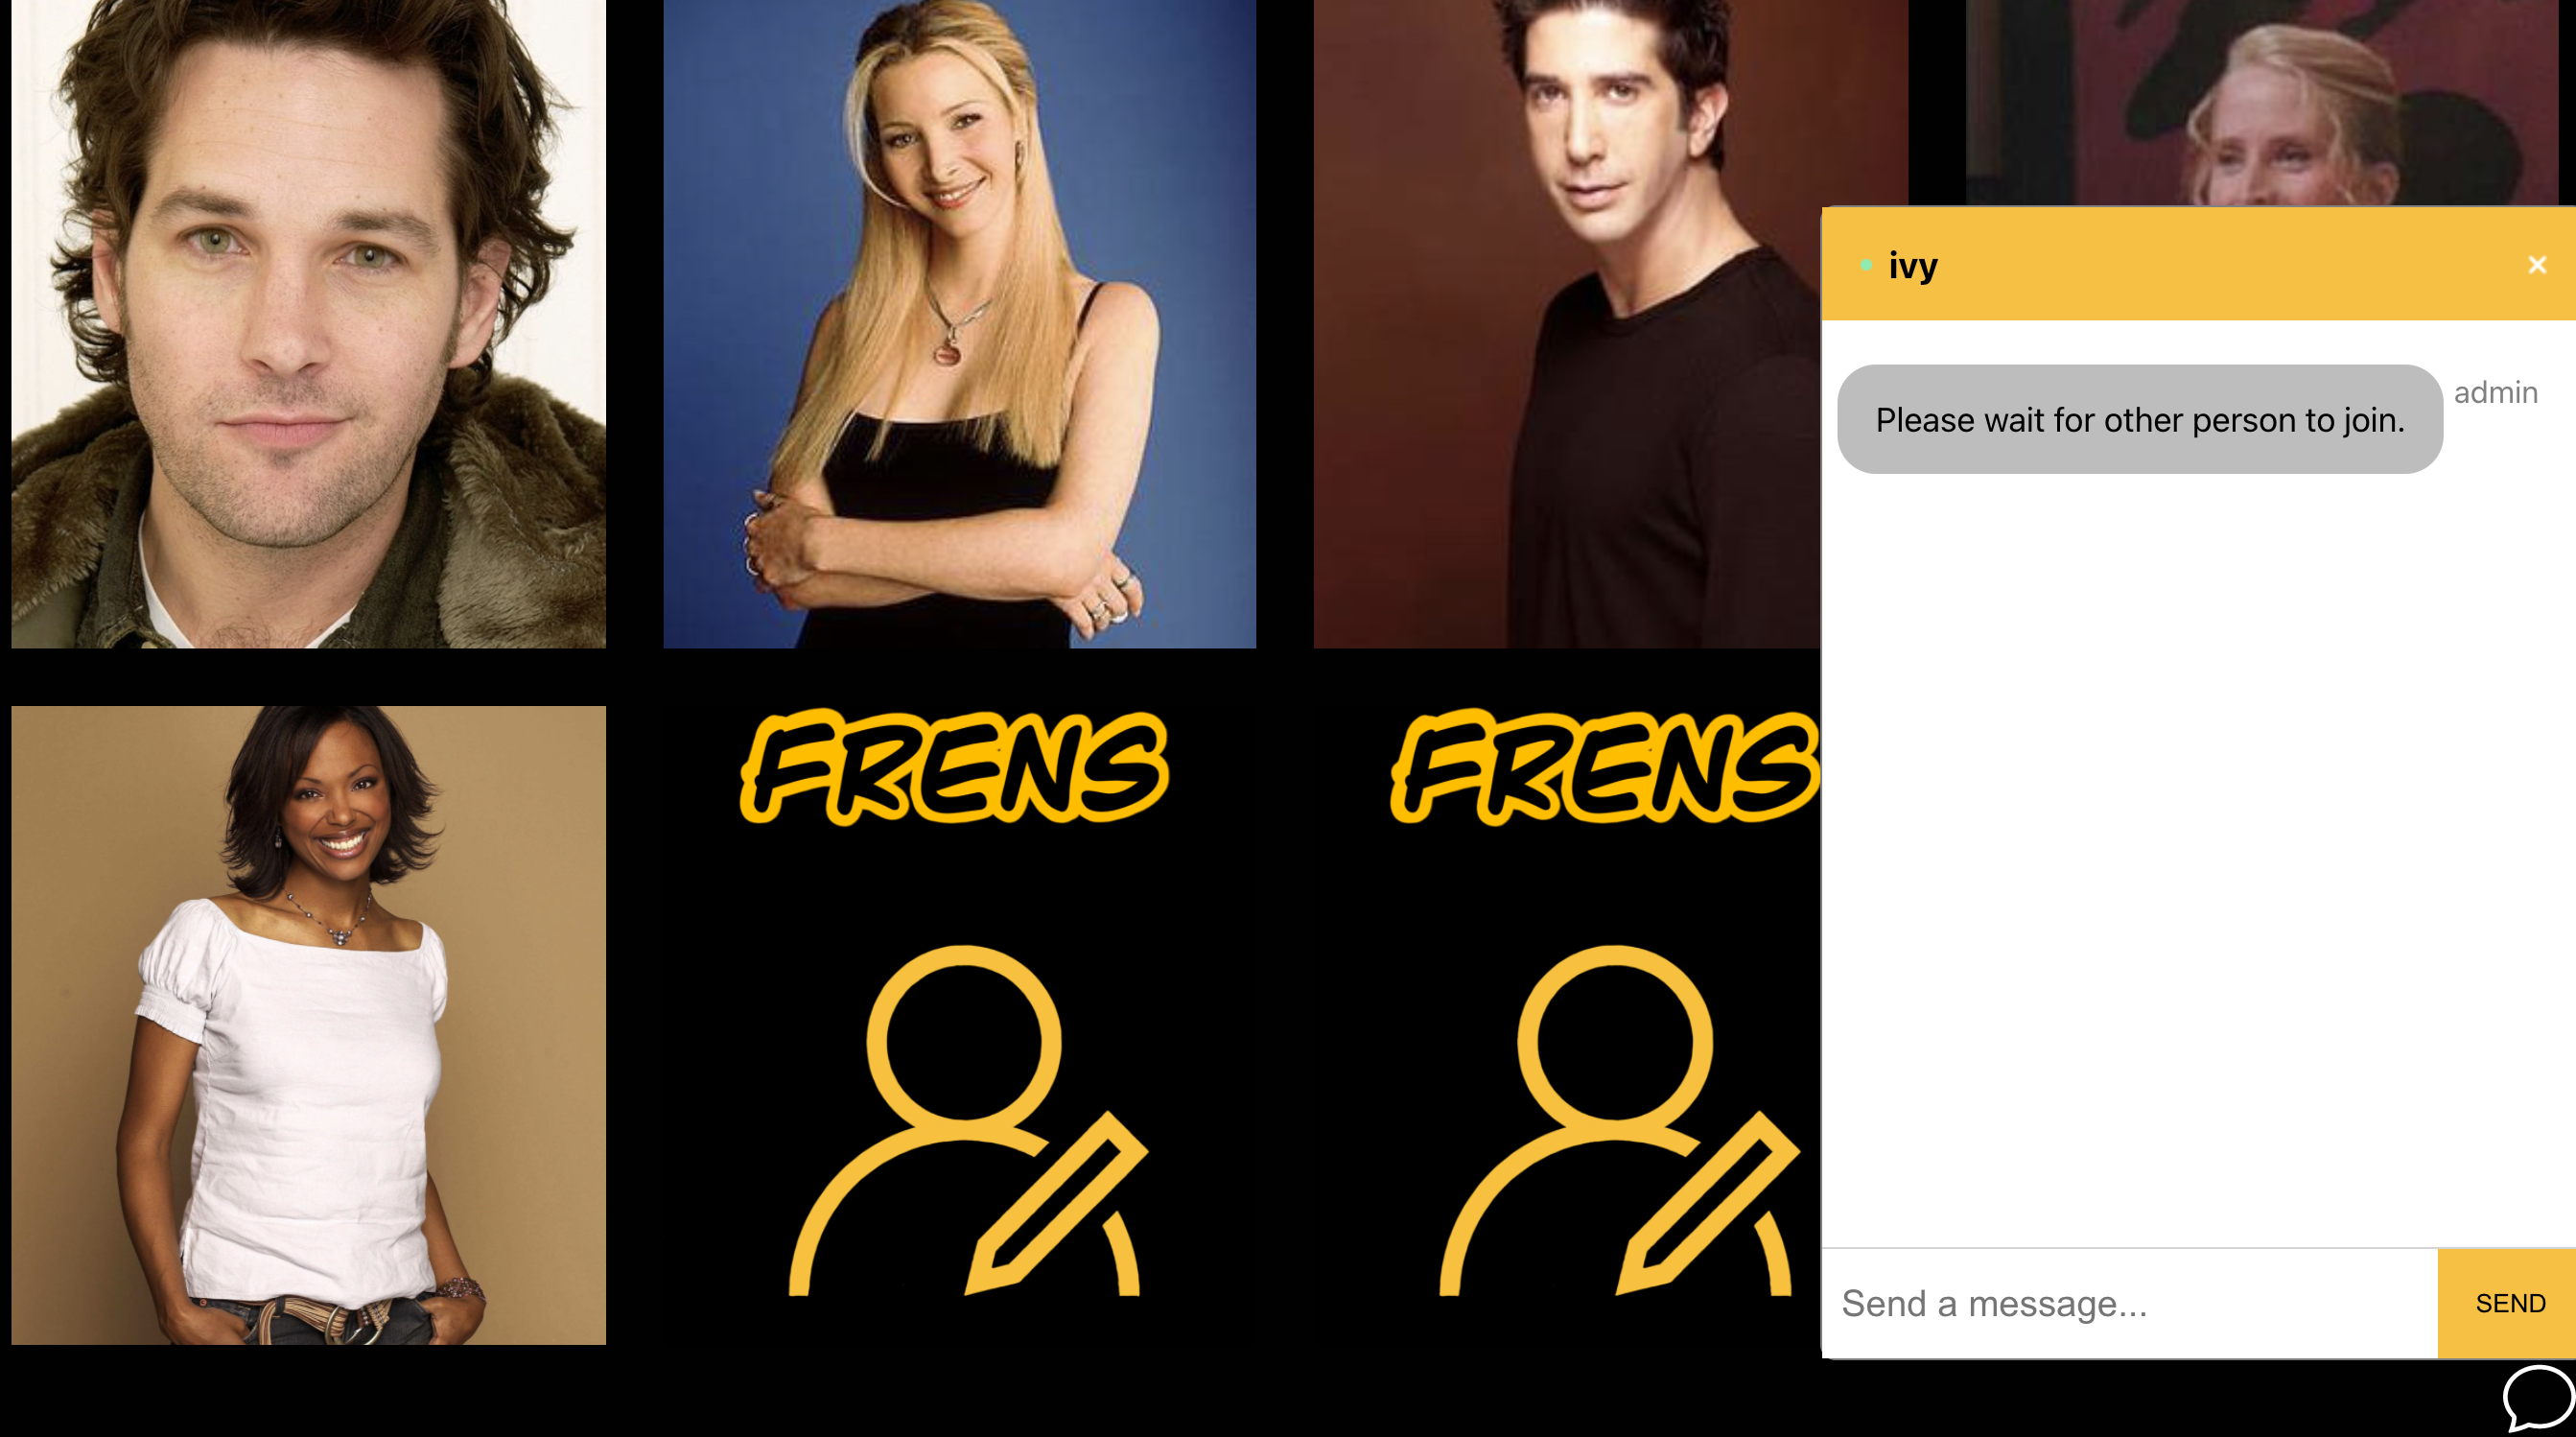 ivy
Please wait for other person to join.
admin
FRENS
FRENS
Send a message...
SEND